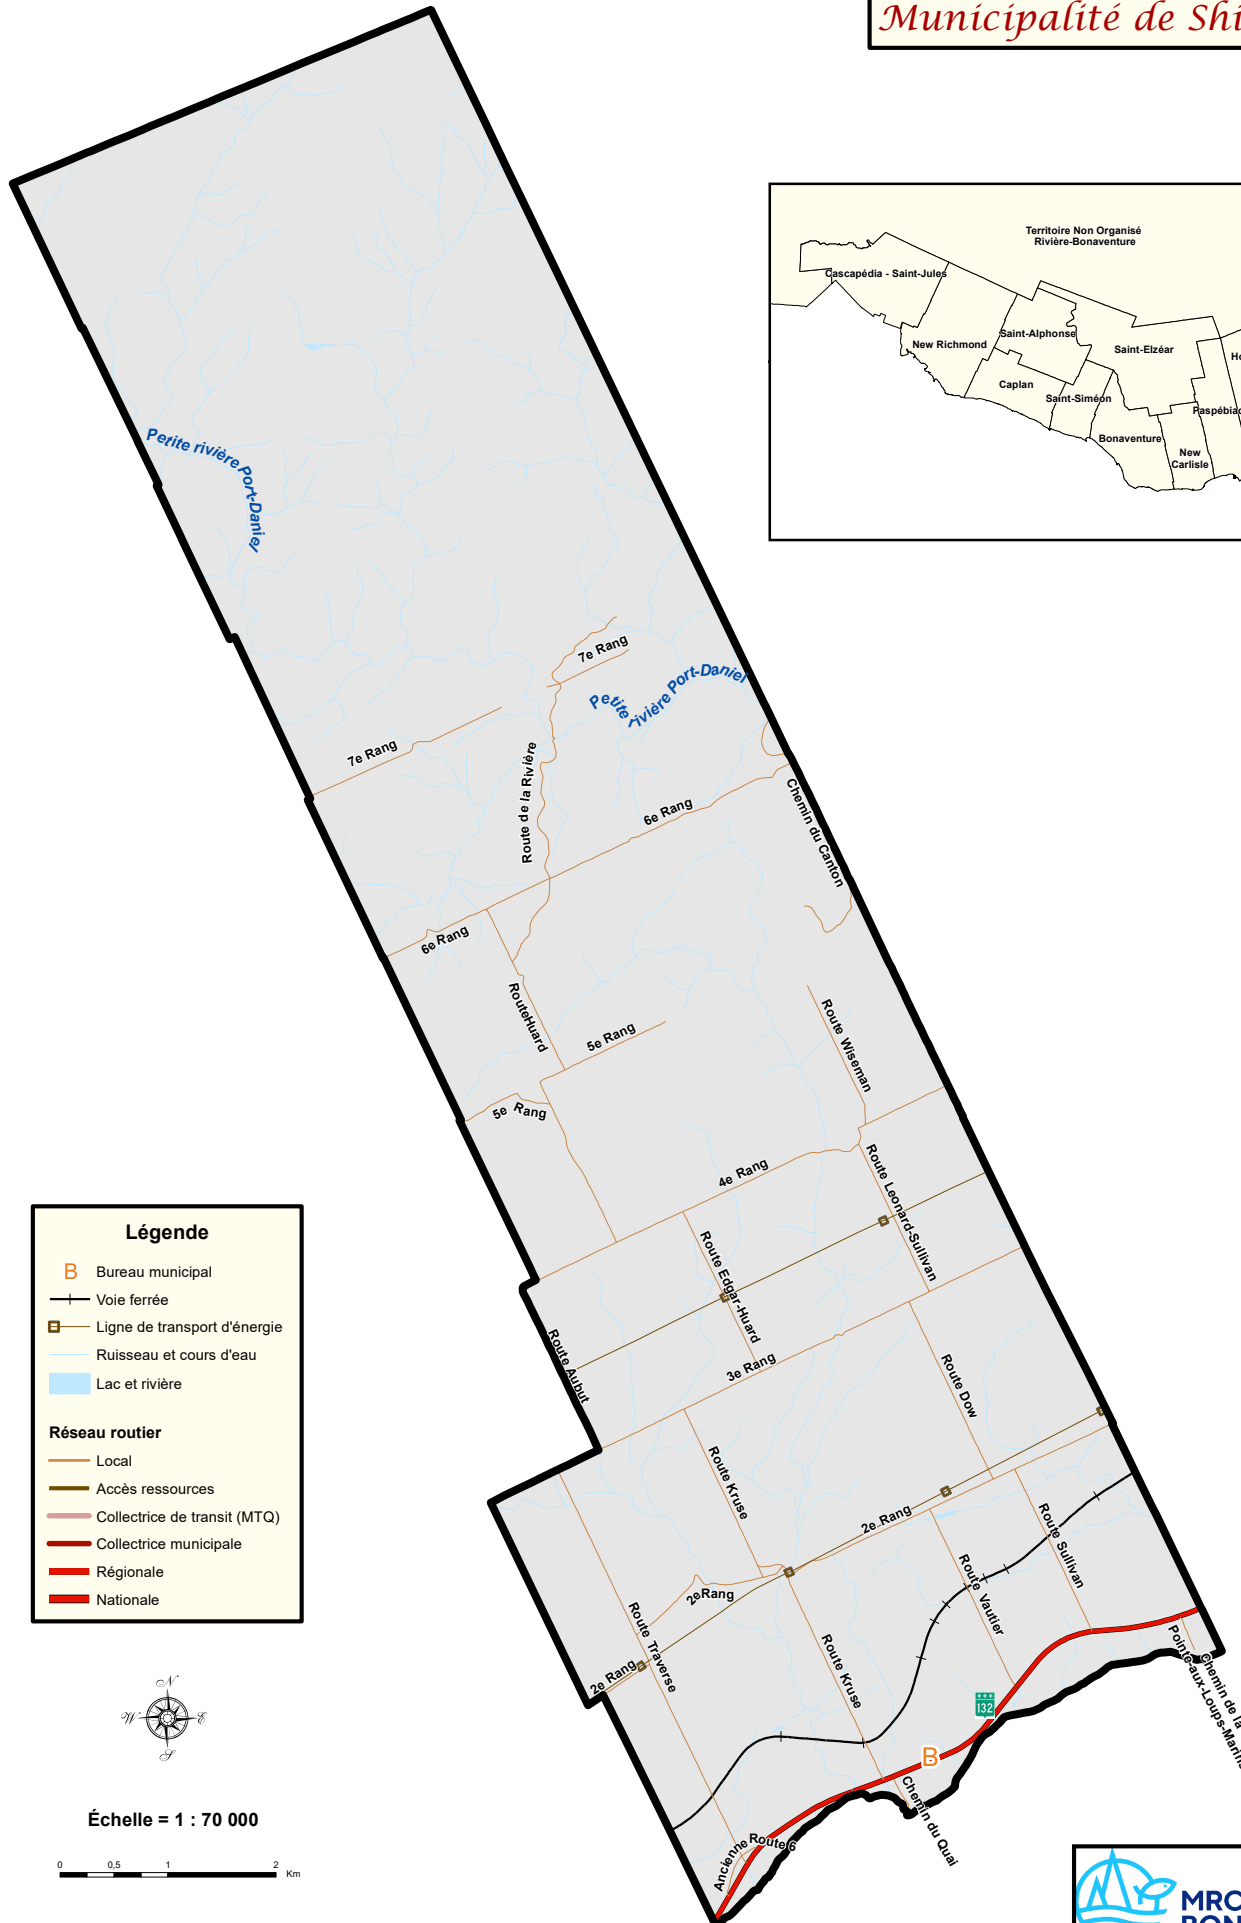 Municipalité de Shi
Territoire Non Organisé
Rivière-Bonaventure
Cascapédia - Saint-Jules
New Richmond
Saint-Alphonse
Saint-Elzéar
Caplan
Saint-Siméon
Paspébiac
Bonaventure
New
Carlisle
Petite rivière Port-Daniel
7e Rang
Petite rivière Port-Daniel
7e Rang
Route de la Rivière
6e Rang
Chemin du Canton
6e Rang
Route Huard
5e Rang
Route Wiseman
5e Rang
4e Rang
Route Leonard-Sullivan
Route Edgar-Huard
Route Aubut
3e Rang
Route Dow
Route Kruse
2e Rang
Route Sullivan
Route Vautier
2e Rang
Route Traverse
Route Kruse
2e Rang
132
B
Chemin de la
Pointe-aux-Loups-Marins
Chemin du Quai
Ancienne Route 6
Légende
B Bureau municipal
Voie ferrée
Ligne de transport d'énergie
Ruisseau et cours d'eau
Lac et rivière
Réseau routier
Local
Accès ressources
Collectrice de transit (MTQ)
Collectrice municipale
Régionale
Nationale
N
W E
S
Échelle = 1 : 70 000
0 0,5 1 2 Km
MRC
BON